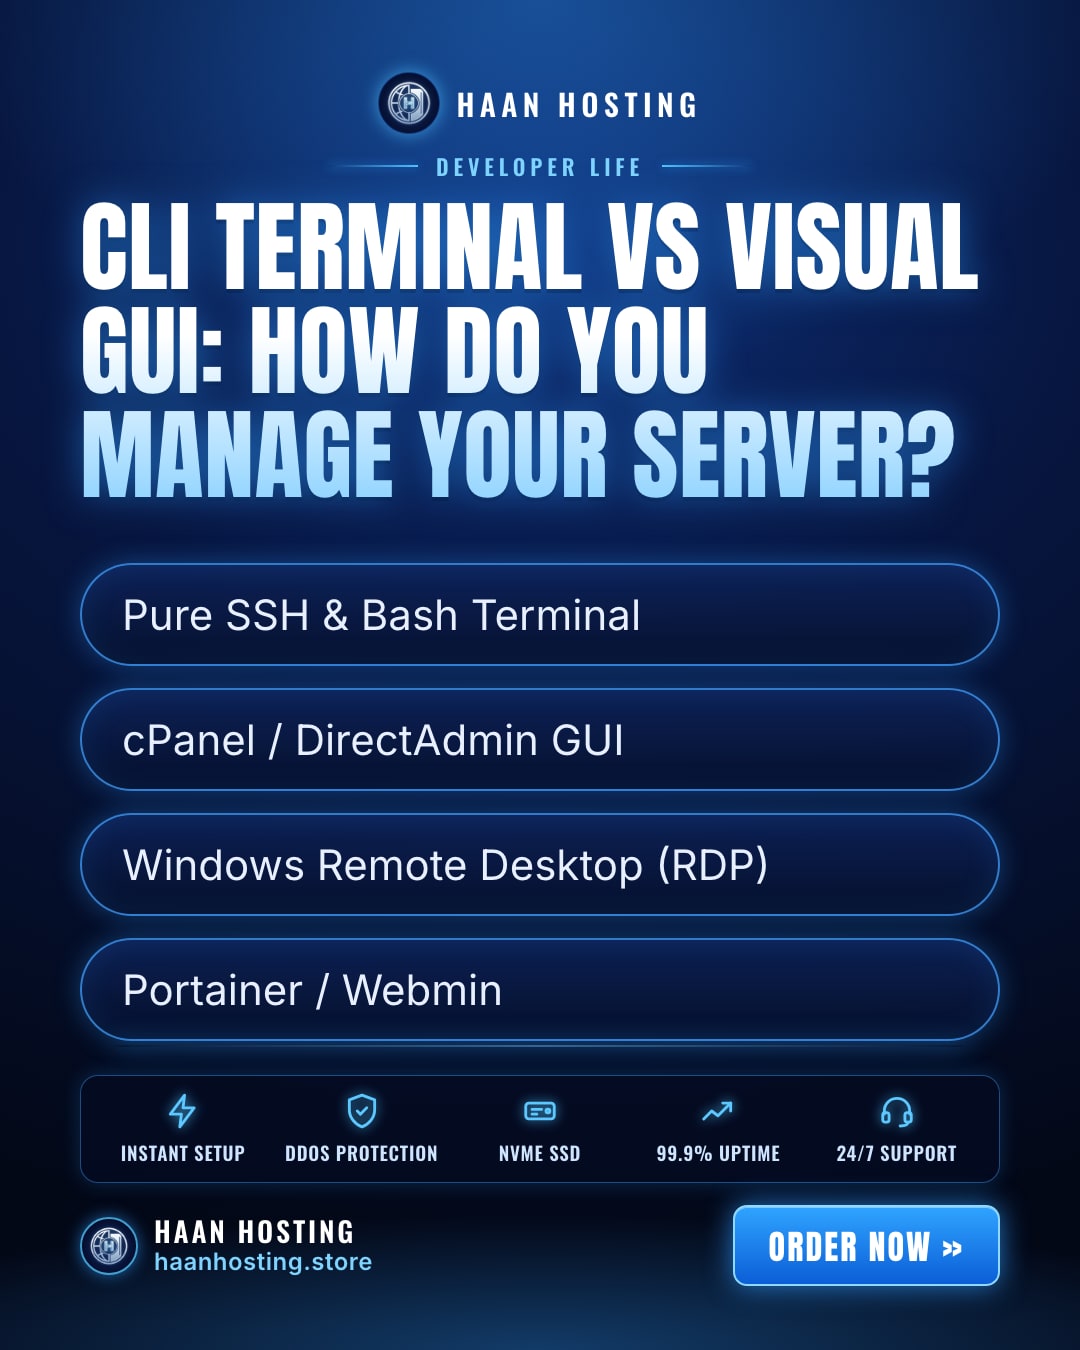 HAAN HOSTING
DEVELOPER LIFE
CLI TERMINAL VS VISUAL
GUI: HOW DO YOU
MANAGE YOUR SERVER?
Pure SSH & Bash Terminal
cPanel / DirectAdmin GUI
Windows Remote Desktop (RDP)
Portainer / Webmin
INSTANT SETUP
DDOS PROTECTION
NVME SSD
99.9% UPTIME
24/7 SUPPORT
HAAN HOSTING
haanhosting.store
ORDER NOW »